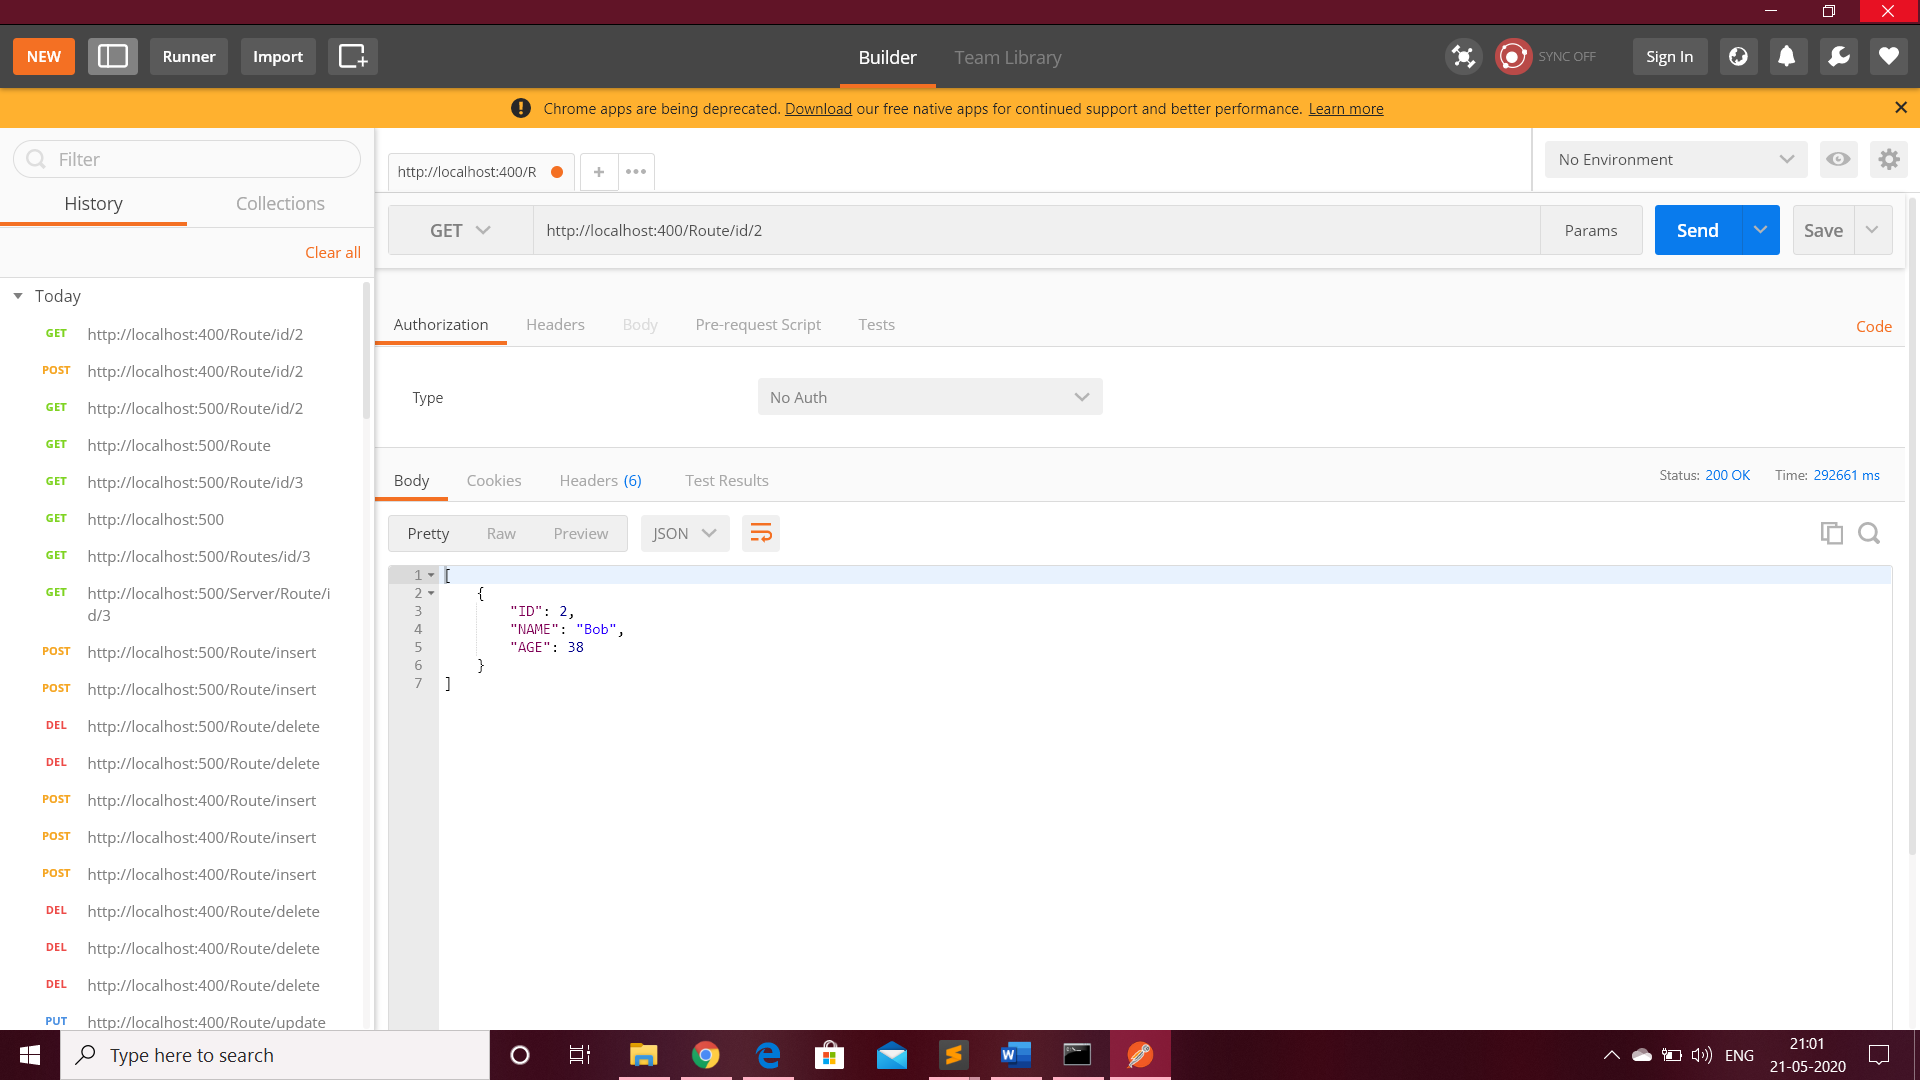 NEW
Runner
Import
Builder
Team Library
SYNC OFF
Sign In
Chrome apps are being deprecated. Download our free native apps for continued support and better performance. Learn more
Filter
History
Collections
Clear all
Today
GET http://localhost:400/Route/id/2
POST http://localhost:400/Route/id/2
GET http://localhost:500/Route/id/2
GET http://localhost:500/Route
GET http://localhost:500/Route/id/3
GET http://localhost:500
GET http://localhost:500/Routes/id/3
GET http://localhost:500/Server/Route/i
d/3
POST http://localhost:500/Route/insert
POST http://localhost:500/Route/insert
DEL http://localhost:500/Route/delete
DEL http://localhost:500/Route/delete
POST http://localhost:400/Route/insert
POST http://localhost:400/Route/insert
POST http://localhost:400/Route/insert
DEL http://localhost:400/Route/delete
DEL http://localhost:400/Route/delete
DEL http://localhost:400/Route/delete
PUT http://localhost:400/Route/update
http://localhost:400/R
No Environment
GET
http://localhost:400/Route/id/2
Params
Send
Save
Authorization
Headers
Body
Pre-request Script
Tests
Code
Type
No Auth
Body
Cookies
Headers (6)
Test Results
Status: 200 OK
Time: 292661 ms
Pretty
Raw
Preview
JSON
1 [
2 {
3 "ID": 2,
4 "NAME": "Bob",
5 "AGE": 38
6 }
7 ]
Type here to search
ENG
21:01
21-05-2020